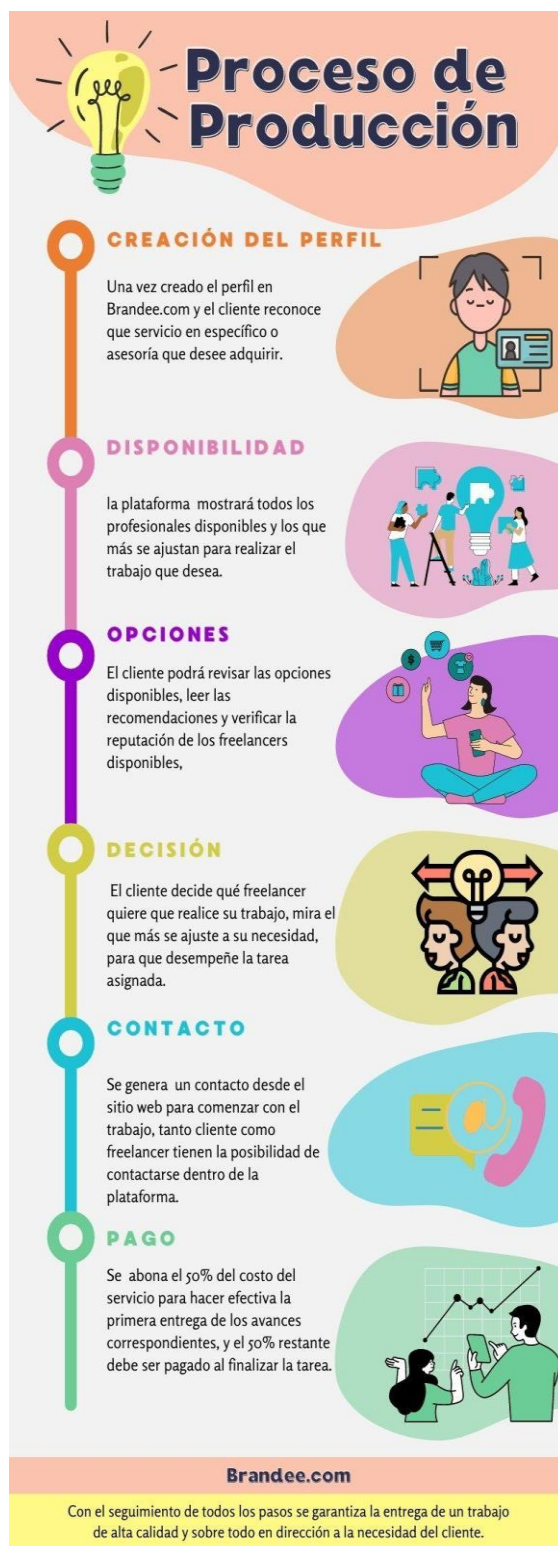 Proceso de
Producción
CREACIÓN DEL PERFIL
Una vez creado el perfil en
Brandee.com y el cliente reconoce
que servicio en específico o
asesoría que desee adquirir.
DISPONIBILIDAD
la plataforma mostrará todos los
profesionales disponibles y los que
más se ajustan para realizar el
trabajo que desea.
OPCIONES
El cliente podrá revisar las opciones
disponibles, leer las
recomendaciones y verificar la
reputación de los freelancers
disponibles,
DECISIÓN
El cliente decide qué freelancer
quiere que realice su trabajo, mira el
que más se ajuste a su necesidad,
para que desempeñe la tarea
asignada.
CONTACTO
Se genera un contacto desde el
sitio web para comenzar con el
trabajo, tanto cliente como
freelancer tienen la posibilidad de
contactarse dentro de la
plataforma.
PAGO
Se abona el 50% del costo del
servicio para hacer efectiva la
primera entrega de los avances
correspondientes, y el 50% restante
debe ser pagado al finalizar la tarea.
Brandee.com
Con el seguimiento de todos los pasos se garantiza la entrega de un trabajo
de alta calidad y sobre todo en dirección a la necesidad del cliente.